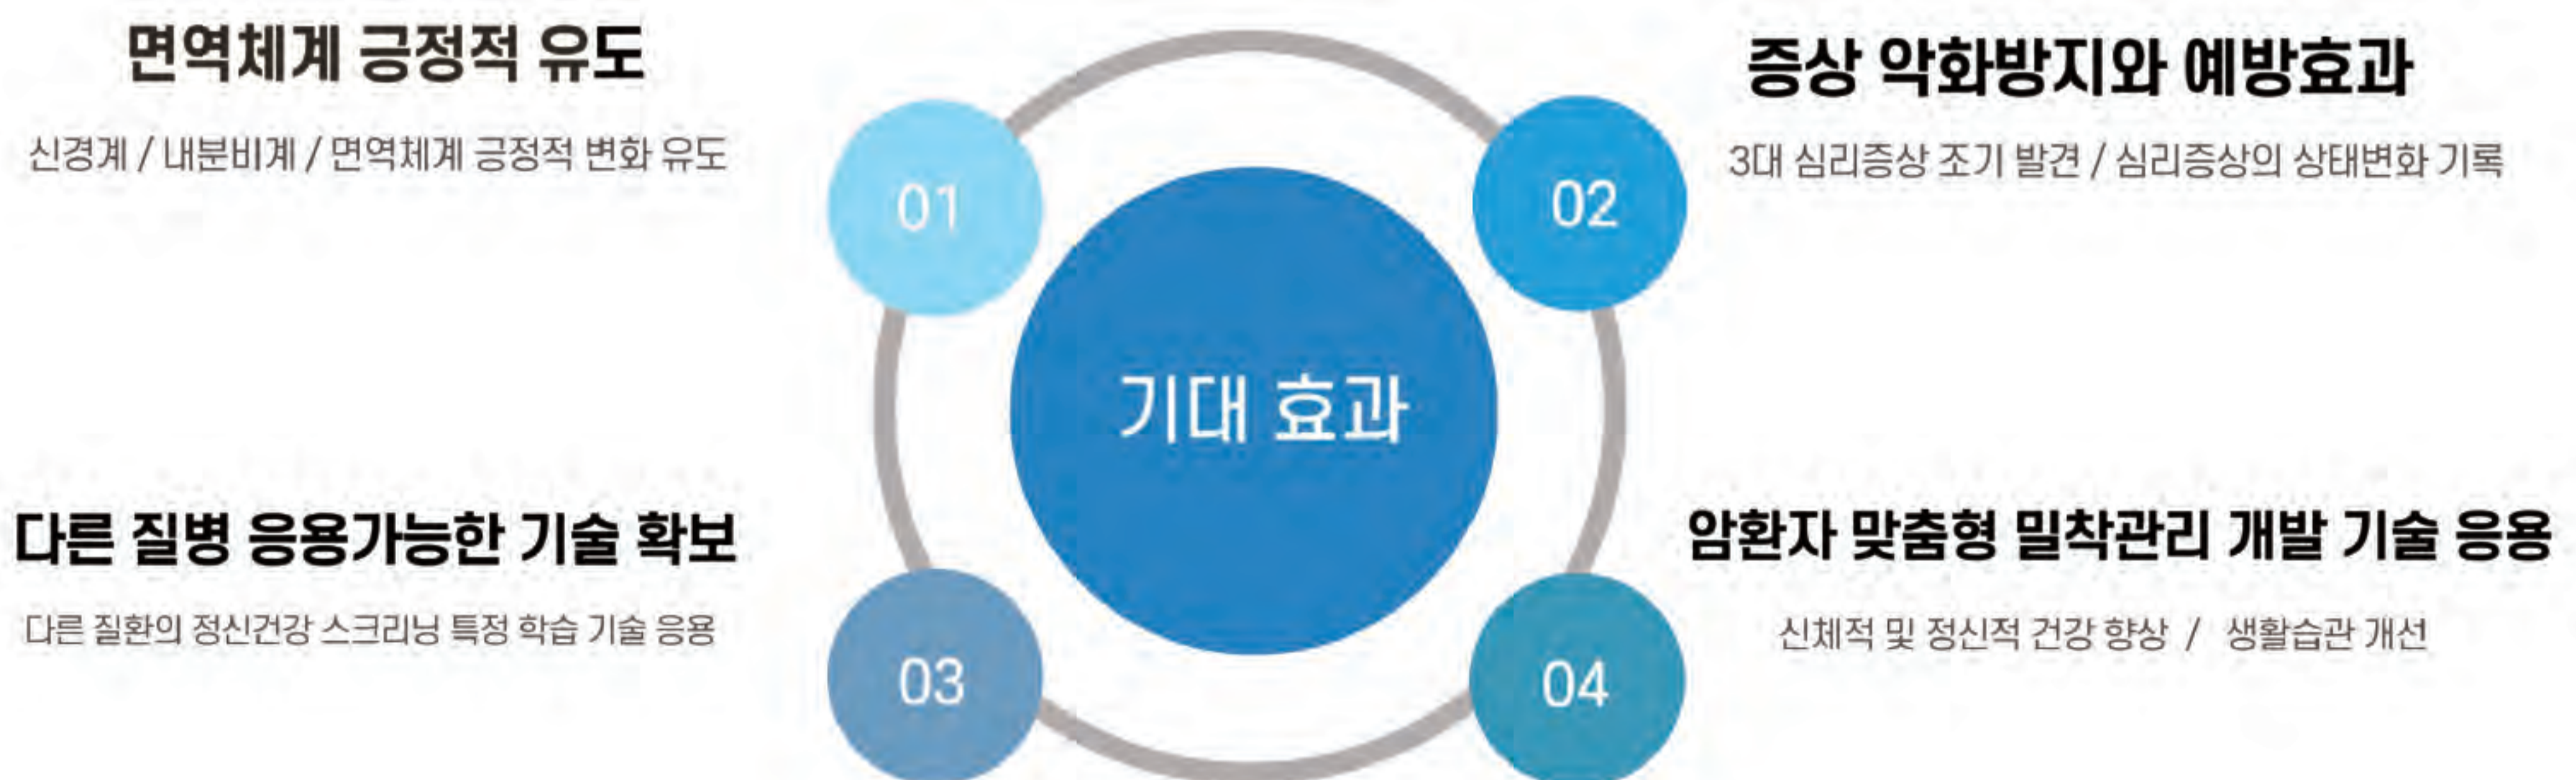 면역체계 긍정적 유도
신경계 / 내분비계 / 면역체계 긍정적 변화 유도
01
증상 악화방지와 예방효과
3대 심리증상 조기 발견 / 심리증상의 상태변화 기록
02
기대 효과
다른 질병 응용가능한 기술 확보
다른 질환의 정신건강 스크리닝 특정 학습 기술 응용
03
암환자 맞춤형 밀착관리 개발 기술 응용
신체적 및 정신적 건강 향상 / 생활습관 개선
04